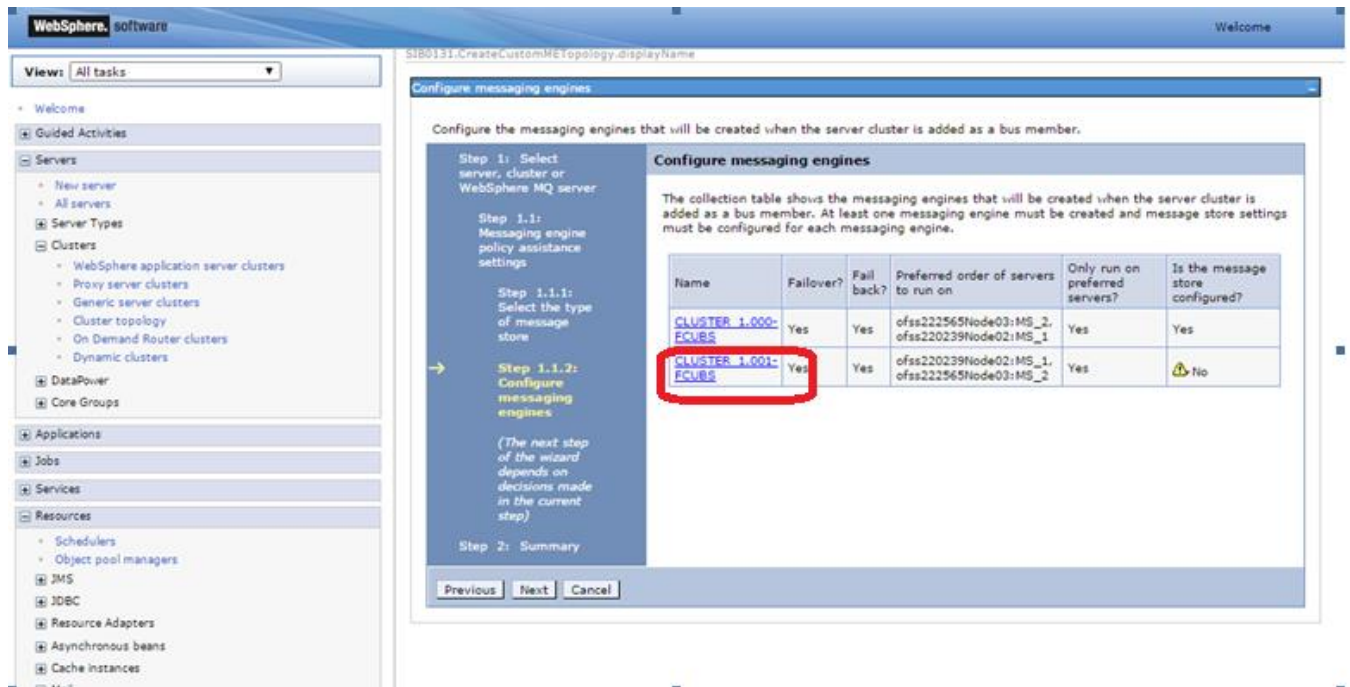 WebSphere. software
Welcome
View: All tasks
Welcome
Guided Activities
Servers
New server
All servers
Server Types
Clusters
WebSphere application server clusters
Proxy server clusters
Generic server clusters
Cluster topology
On Demand Router clusters
Dynamic clusters
DataPower
Core Groups
Applications
Jobs
Services
Resources
Schedulers
Object pool managers
JMS
JDBC
Resource Adapters
Asynchronous beans
Cache instances
SIB0131.CreateCustomMETopology.displayName
Configure messaging engines
Configure the messaging engines that will be created when the server cluster is added as a bus member.
Step 1: Select
server, cluster or
WebSphere MQ server
Step 1.1:
Messaging engine
policy assistance
settings
Step 1.1.1:
Select the type
of message
store
Step 1.1.2:
Configure
messaging
engines
(The next step
of the wizard
depends on
decisions made
in the current
step)
Step 2: Summary
Configure messaging engines
The collection table shows the messaging engines that will be created when the server cluster is
added as a bus member. At least one messaging engine must be created and message store settings
must be configured for each messaging engine.
Name Failover? Fail back? Preferred order of servers to run on Only run on preferred servers? Is the message store configured?
CLUSTER_1.000-FCUBS Yes Yes ofss222565Node03:MS_2, ofss220239Node02:MS_1 Yes Yes
CLUSTER_1.001-FCUBS Yes Yes ofss220239Node02:MS_1, ofss222565Node03:MS_2 Yes No
Previous Next Cancel